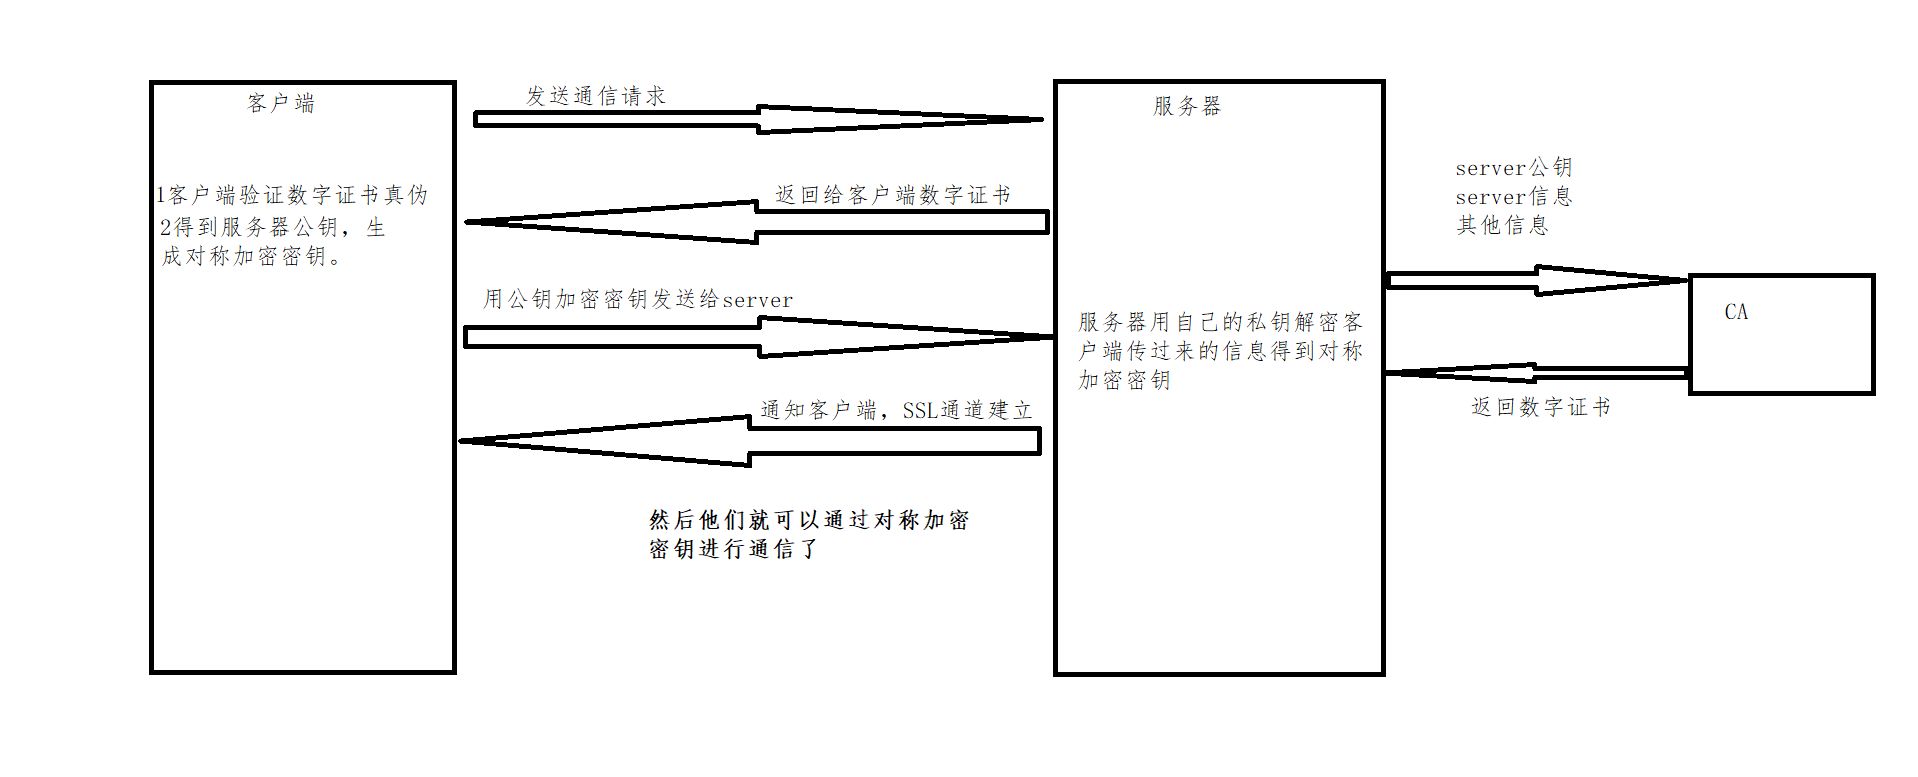 客户端
1客户端验证数字证书真伪
2得到服务器公钥，生
成对称加密密钥。
发送通信请求
返回给客户端数字证书
用公钥加密密钥发送给server
通知客户端，SSL通道建立
然后他们就可以通过对称加密
密钥进行通信了
服务器
服务器用自己的私钥解密客
户端传过来的信息得到对称
加密密钥
server公钥
server信息
其他信息
CA
返回数字证书